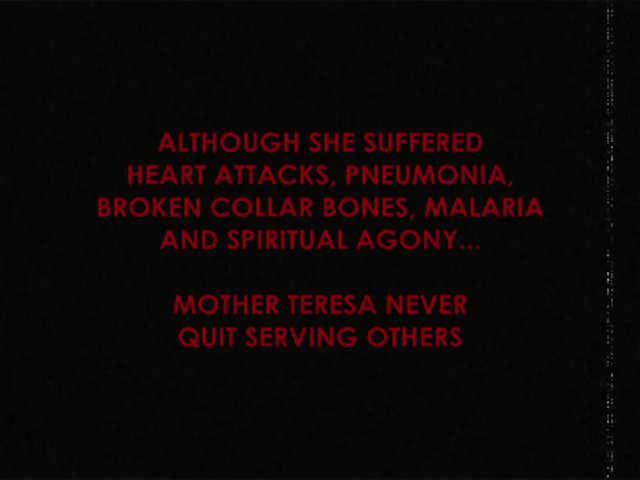 ALTHOUGH SHE SUFFERED
HEART ATTACKS, PNEUMONIA,
BROKEN COLLAR BONES, MALARIA
AND SPIRITUAL AGONY...
MOTHER TERESA NEVER
QUIT SERVING OTHERS